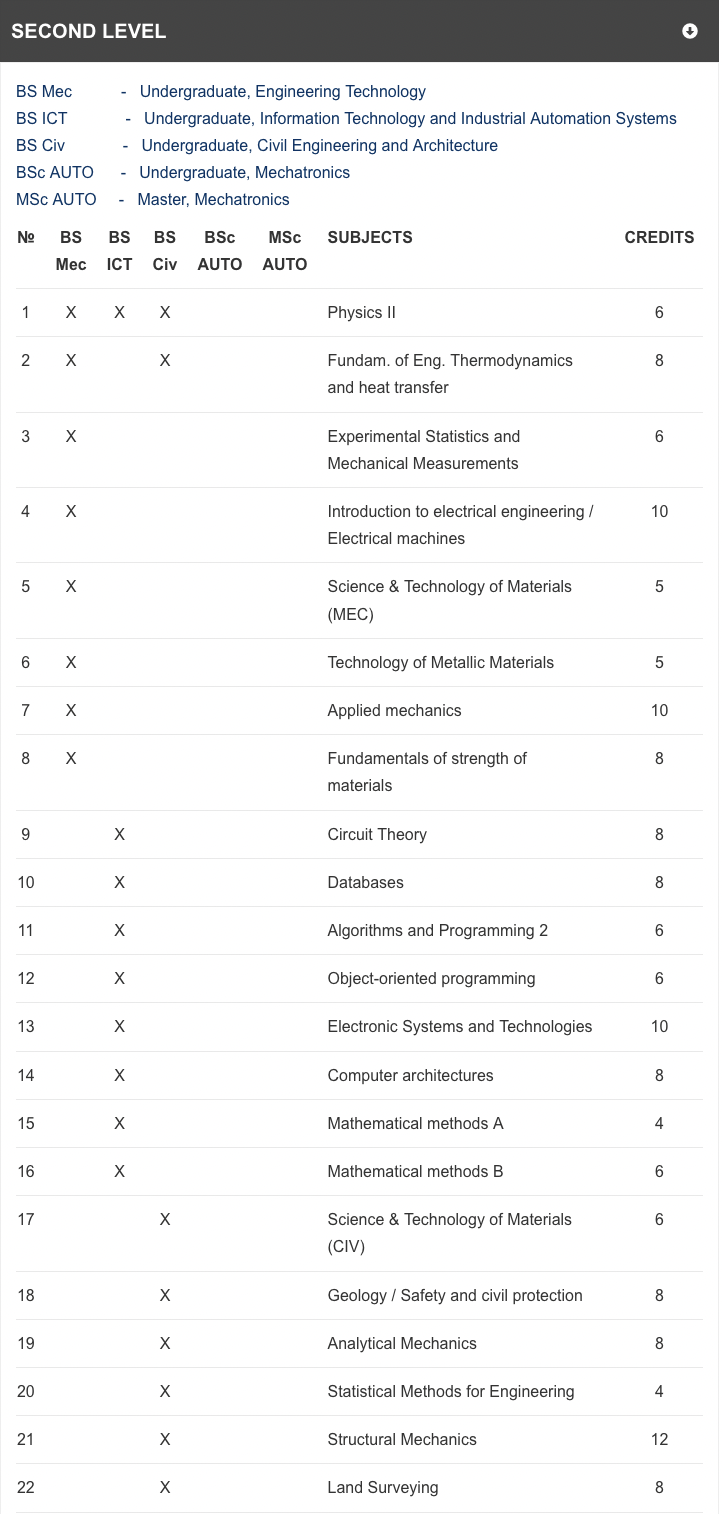 SECOND LEVEL
BS Mec - Undergraduate, Engineering Technology
BS ICT - Undergraduate, Information Technology and Industrial Automation Systems
BS Civ - Undergraduate, Civil Engineering and Architecture
BSc AUTO - Undergraduate, Mechatronics
MSc AUTO - Master, Mechatronics
№ BS BS BS BSc MSc SUBJECTS CREDITS
Mec ICT Civ AUTO AUTO
1 X X X Physics II 6
2 X X Fundam. of Eng. Thermodynamics 8
and heat transfer
3 X Experimental Statistics and 6
Mechanical Measurements
4 X Introduction to electrical engineering / 10
Electrical machines
5 X Science & Technology of Materials 5
(MEC)
6 X Technology of Metallic Materials 5
7 X Applied mechanics 10
8 X Fundamentals of strength of 8
materials
9 X Circuit Theory 8
10 X Databases 8
11 X Algorithms and Programming 2 6
12 X Object-oriented programming 6
13 X Electronic Systems and Technologies 10
14 X Computer architectures 8
15 X Mathematical methods A 4
16 X Mathematical methods B 6
17 X Science & Technology of Materials 6
(CIV)
18 X Geology / Safety and civil protection 8
19 X Analytical Mechanics 8
20 X Statistical Methods for Engineering 4
21 X Structural Mechanics 12
22 X Land Surveying 8